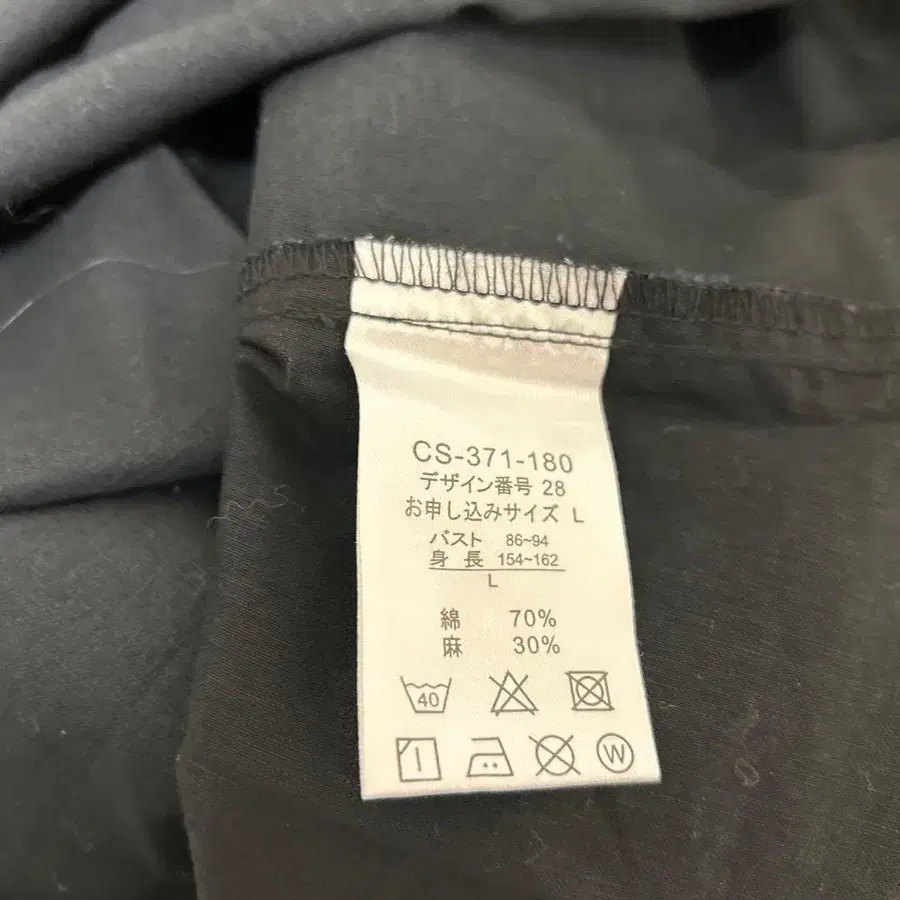 CS-371-180
デザイン番号 28
お申し込みサイズ L
バスト 86~94
身 長 154~162
L
綿 70%
麻 30%
40
W